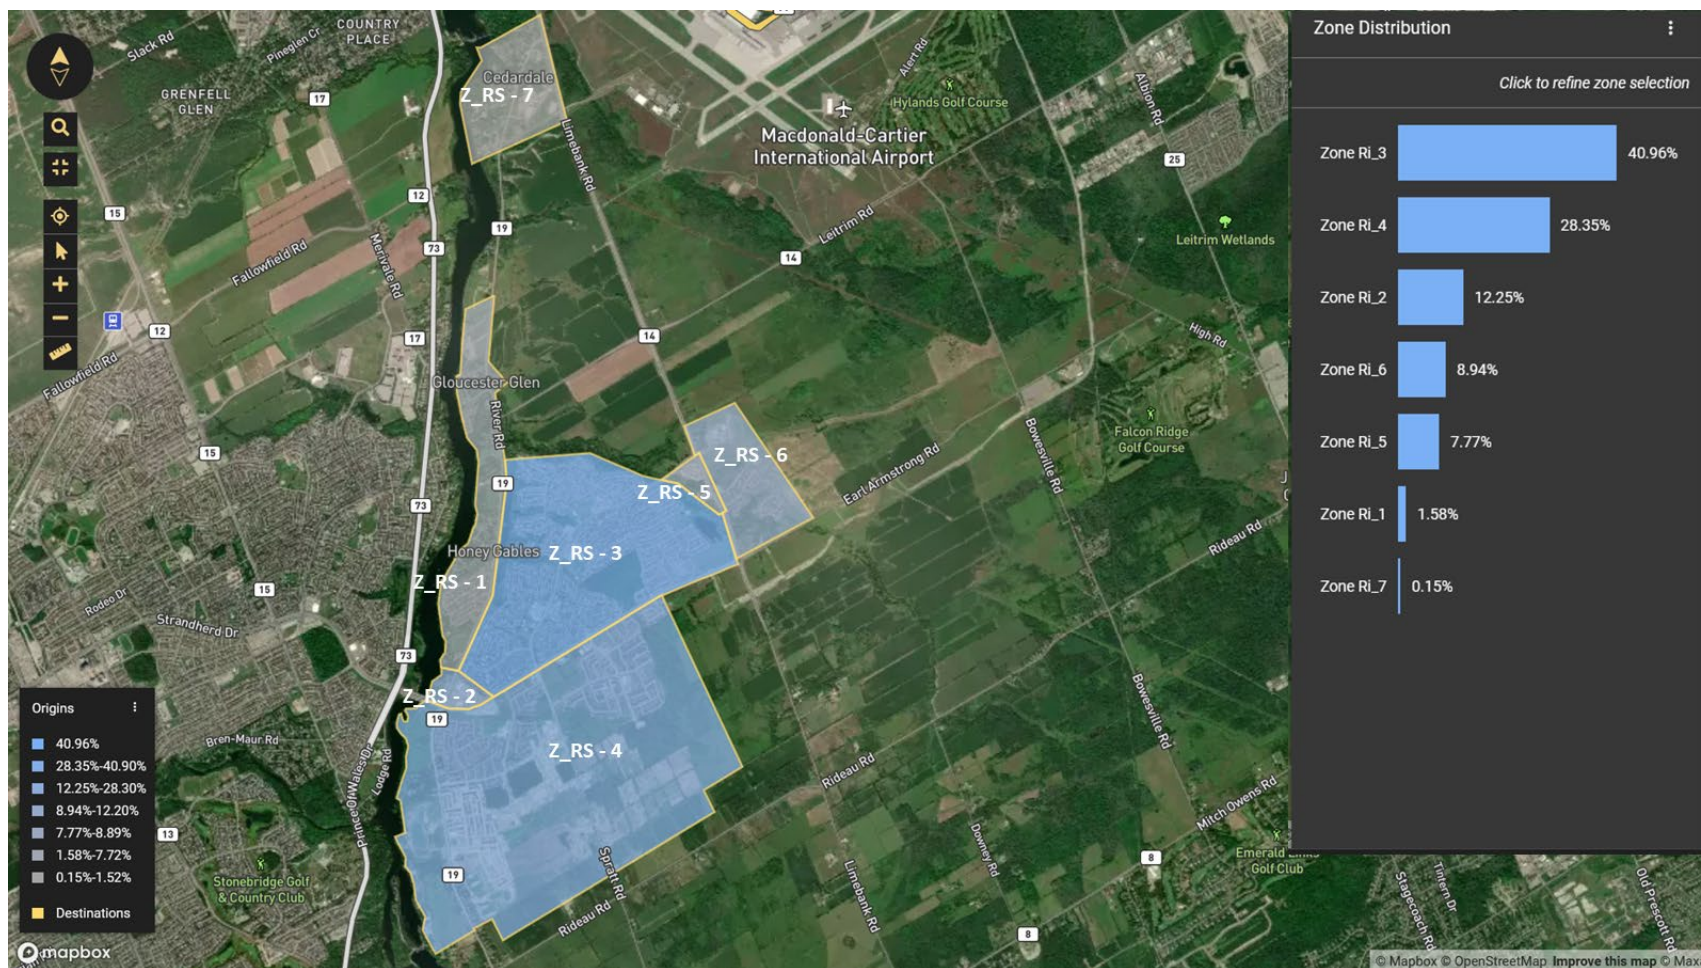 COUNTRY
PLACE
Slack Rd
Pineglen Cr
GRENFELL
GLEN
17
Cedardale
Z_RS - 7
Limebank Rd
Alert Rd
Hylands Golf Course
Albion Rd
Macdonald-Cartier
International Airport
25
12
15
19
73
Merivale Rd
Fallowfield Rd
Leitrim Rd
14
Leitrim Wetlands
12
17
14
High Rd
Fallowfield Rd
Gloucester Glen
River Rd
15
Z_RS - 6
Z_RS - 5
Falcon Ridge
Golf Course
Bowesville Rd
Earl Armstrong Rd
19
73
Honey Gables
Z_RS - 3
Z_RS - 1
Rideau Rd
15
Rodeo Dr
Strandherd Dr
73
Z_RS - 2
19
Bren-Maur Rd
Prince Of Wales Dr
Lodge Rd
Z_RS - 4
Bowesville Rd
Rideau Rd
Mitch Owens Rd
13
Stonebridge Golf
& Country Club
19
Spratt Rd
Rideau Rd
Limebank Rd
Downey Rd
8
8
Emerald Links
Golf Club
Stagecoach Rd
Tintern Dr
Old Prescott Rd
Origins
40.96%
28.35%-40.90%
12.25%-28.30%
8.94%-12.20%
7.77%-8.89%
1.58%-7.72%
0.15%-1.52%
Destinations
mapbox
Zone Distribution
Click to refine zone selection
Zone Ri_3 40.96%
Zone Ri_4 28.35%
Zone Ri_2 12.25%
Zone Ri_6 8.94%
Zone Ri_5 7.77%
Zone Ri_1 1.58%
Zone Ri_7 0.15%
© Mapbox © OpenStreetMap Improve this map © Max